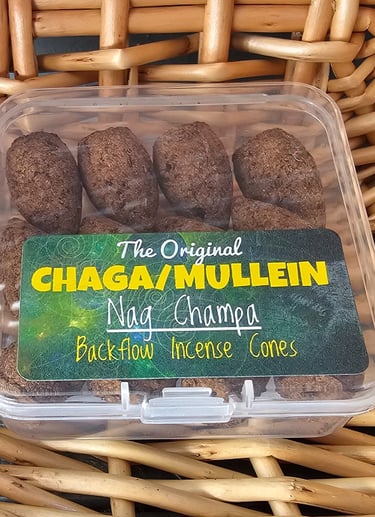 The Original
CHAGA/MULLEIN
Nag Champa
Backflow Incense Cones